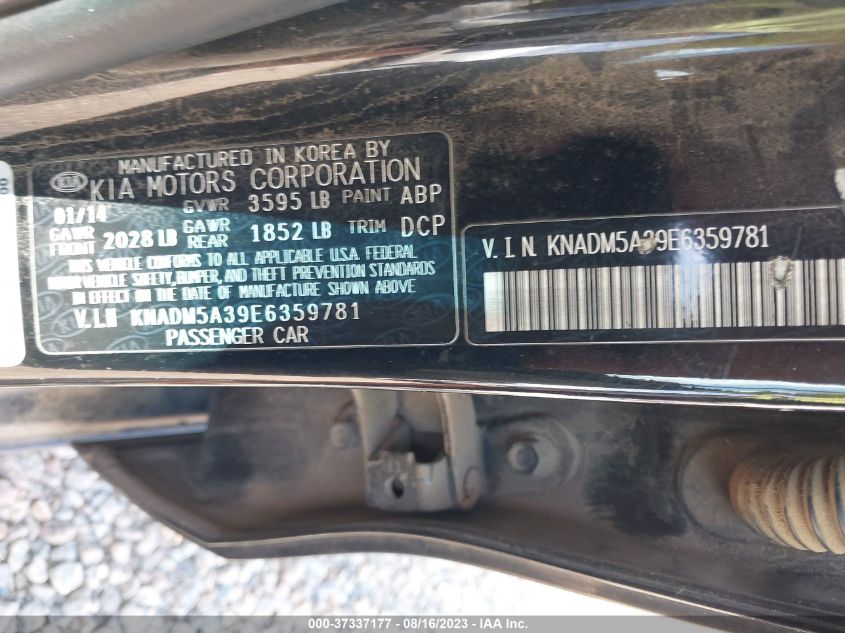 MANUFACTURED IN KOREA BY
KIA KIA MOTORS CORPORATION
01/14 GVWR 3595 LB PAINT ABP
GAWR FRONT 2028 LB GAWR REAR 1852 LB TRIM DCP
THIS VEHICLE CONFORMS TO ALL APPLICABLE U.S.A. FEDERAL
MOTOR VEHICLE SAFETY, BUMPER, AND THEFT PREVENTION STANDARDS
IN EFFECT ON THE DATE OF MANUFACTURE SHOWN ABOVE
V.I.N KNADM5A39E6359781
PASSENGER CAR
V.I.N. KNADM5A39E6359781
000-37337177 - 08/16/2023 - IAA Inc.